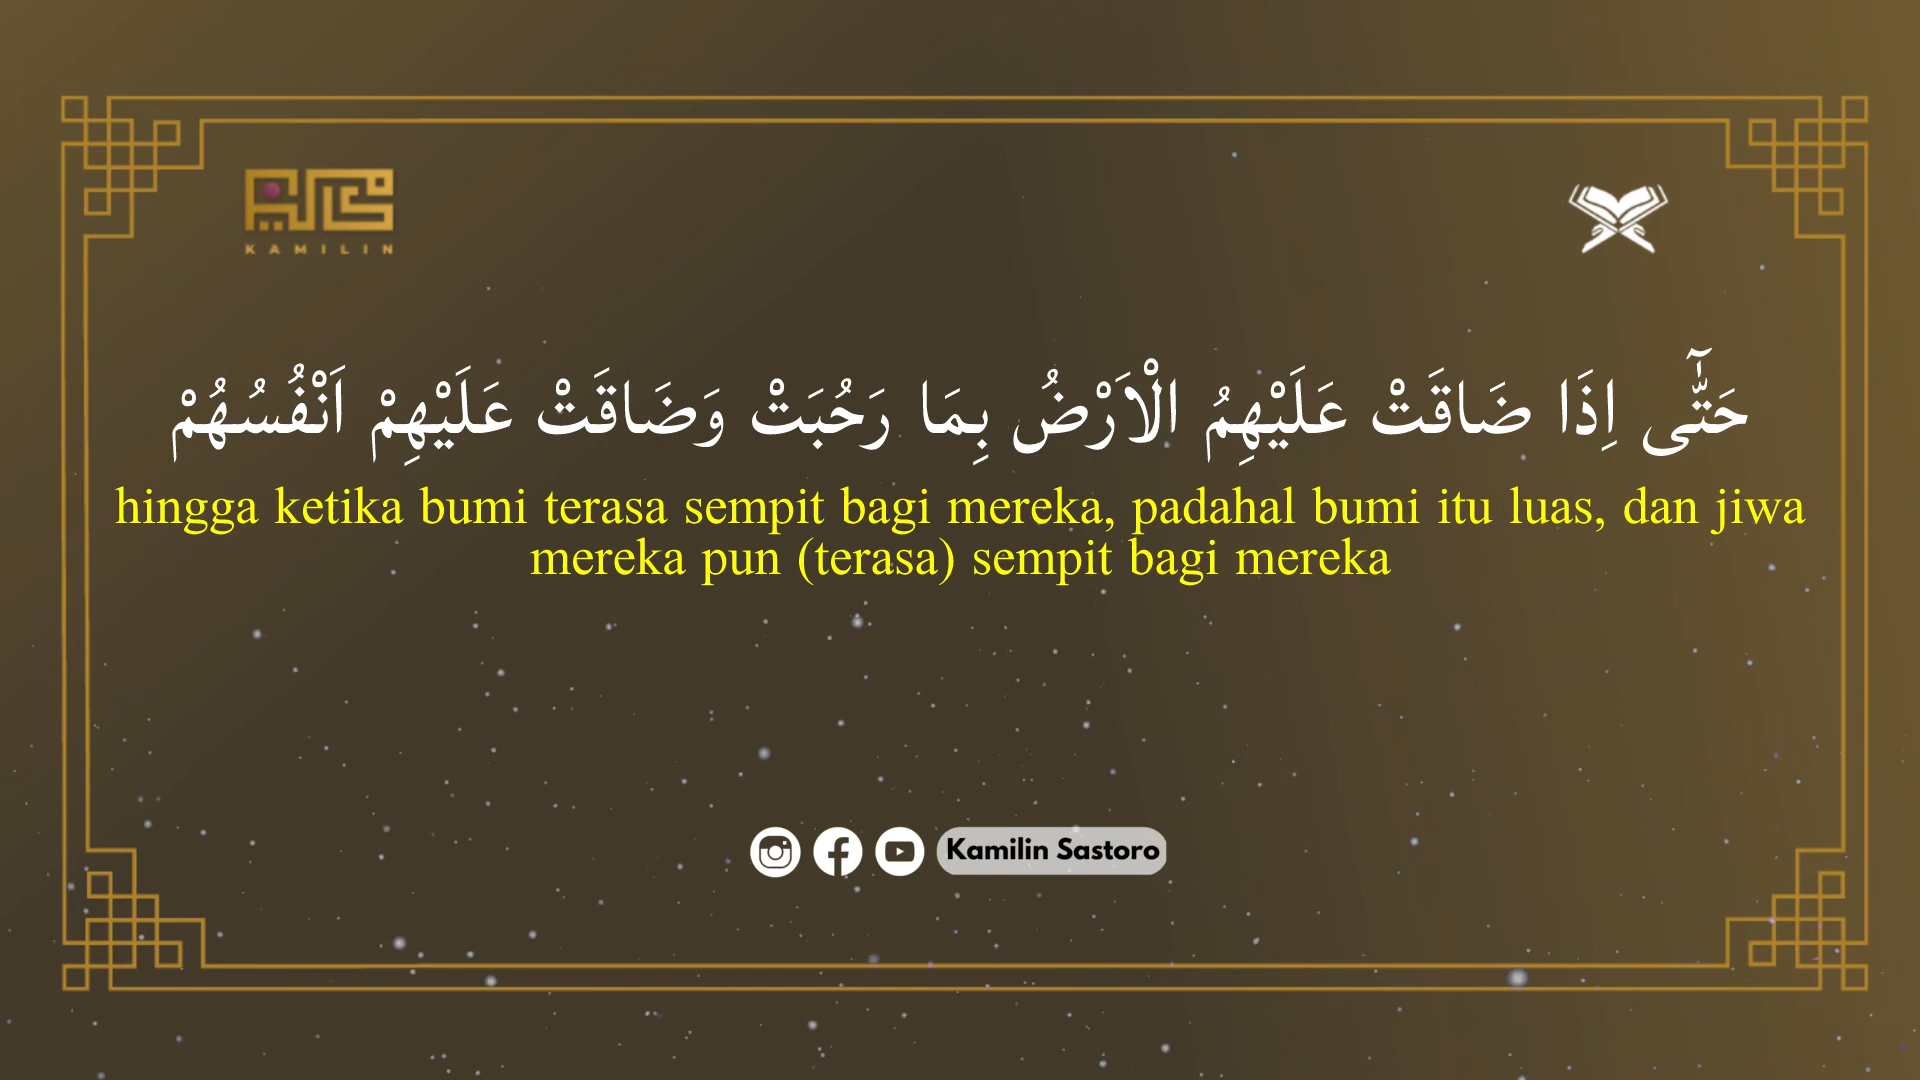 KAMILIN
حَتّٰٓى اِذَا ضَاقَتْ عَلَيْهِمُ الْاَرْضُ بِمَا رَحُبَتْ وَضَاقَتْ عَلَيْهِمْ اَنْفُسُهُمْ
hingga ketika bumi terasa sempit bagi mereka, padahal bumi itu luas, dan jiwa
mereka pun (terasa) sempit bagi mereka
Kamilin Sastoro